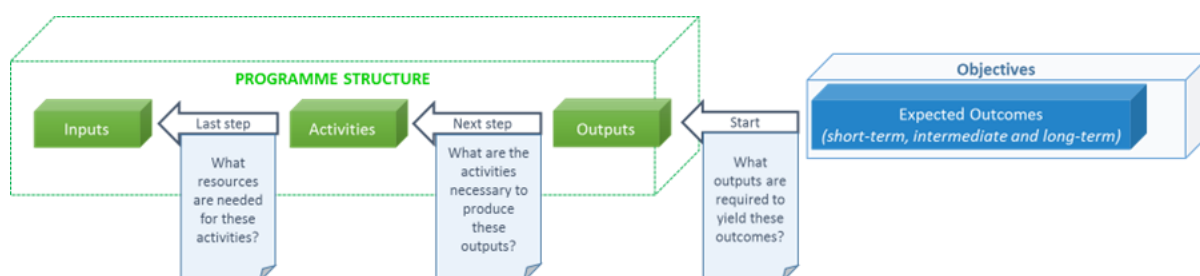 PROGRAMME STRUCTURE
Objectives
Inputs
Last step
Activities
Next step
Outputs
Start
Expected Outcomes
(short-term, intermediate and long-term)
What
resources
are needed
for these
activities?
What are the
activities
necessary to
produce
these
outputs?
What
outputs are
required to
yield these
outcomes?